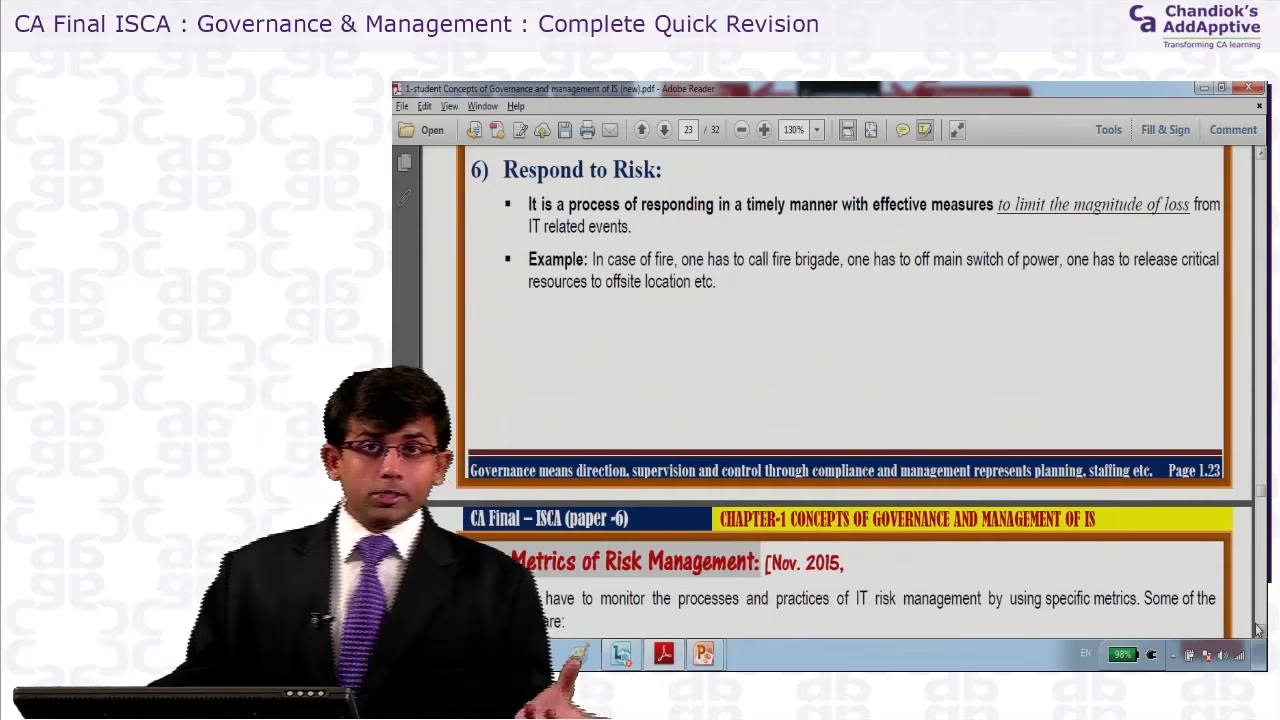 CA Final ISCA : Governance & Management : Complete Quick Revision
Ca Chandiok's
AddApptive
Transforming CA learning
1-student Concepts of Governance and management of IS (new).pdf - Adobe Reader
File Edit View Window Help
Open 23 / 32 130% Tools Fill & Sign Comment
6) Respond to Risk:
▪ It is a process of responding in a timely manner with effective measures to limit the magnitude of loss from
IT related events.
▪ Example: In case of fire, one has to call fire brigade, one has to off main switch of power, one has to release critical
resources to offsite location etc.
Governance means direction, supervision and control through compliance and management represents planning, staffing etc. Page 1.23
CA Final – ISCA (paper -6) CHAPTER-1 CONCEPTS OF GOVERNANCE AND MANAGEMENT OF IS
Metrics of Risk Management: [Nov. 2015,
have to monitor the processes and practices of IT risk management by using specific metrics. Some of the
are:
EN 98%